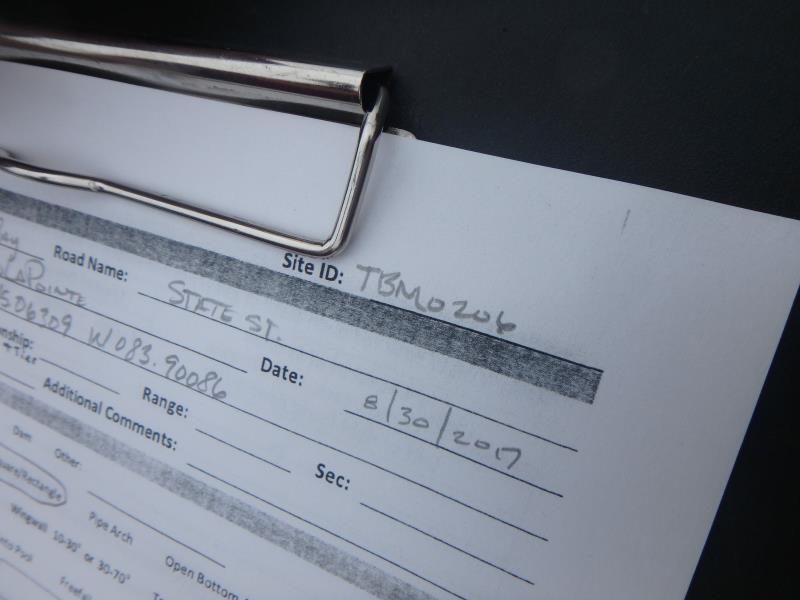 Site ID: TBM0206
Road Name: STATE ST.
LAPOINTE Date: 8/30/2017
W083.90086
Range: Sec:
Additional Comments:
Dam Other:
Pipe Arch
Wingwall 10-30° or 30-70° Open Bottom